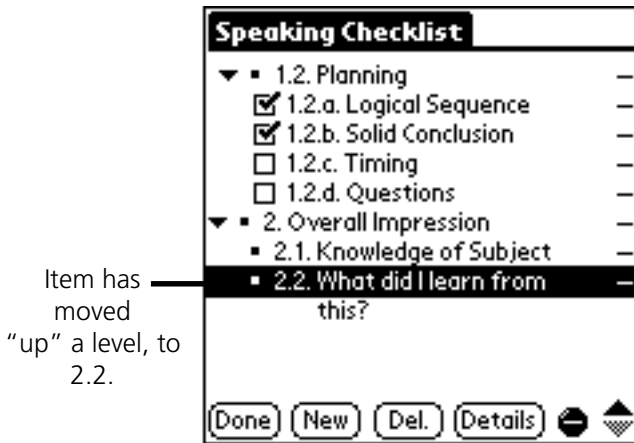 Speaking Checklist
1.2. Planning
1.2.a. Logical Sequence
1.2.b. Solid Conclusion
1.2.c. Timing
1.2.d. Questions
2. Overall Impression
2.1. Knowledge of Subject
2.2. What did I learn from
this?
Item has
moved
“up” a level, to
2.2.
Done New Del. Details